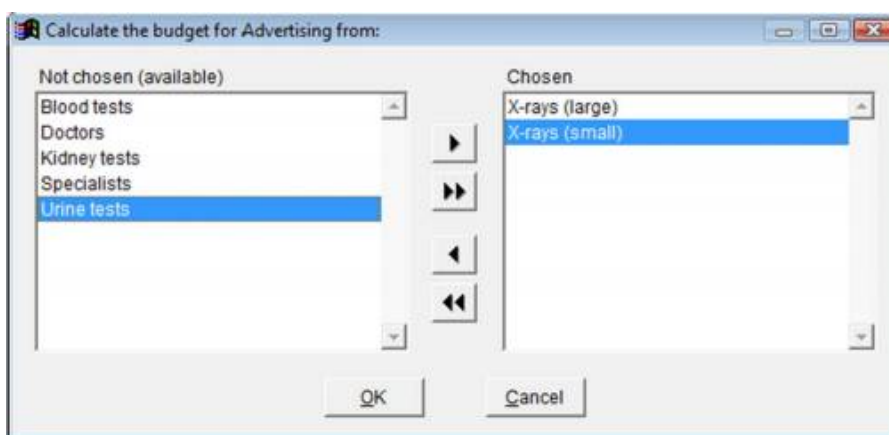 Calculate the budget for Advertising from:
Not chosen (available)
Blood tests
Doctors
Kidney tests
Specialists
Urine tests
Chosen
X-rays (large)
X-rays (small)
OK
Cancel